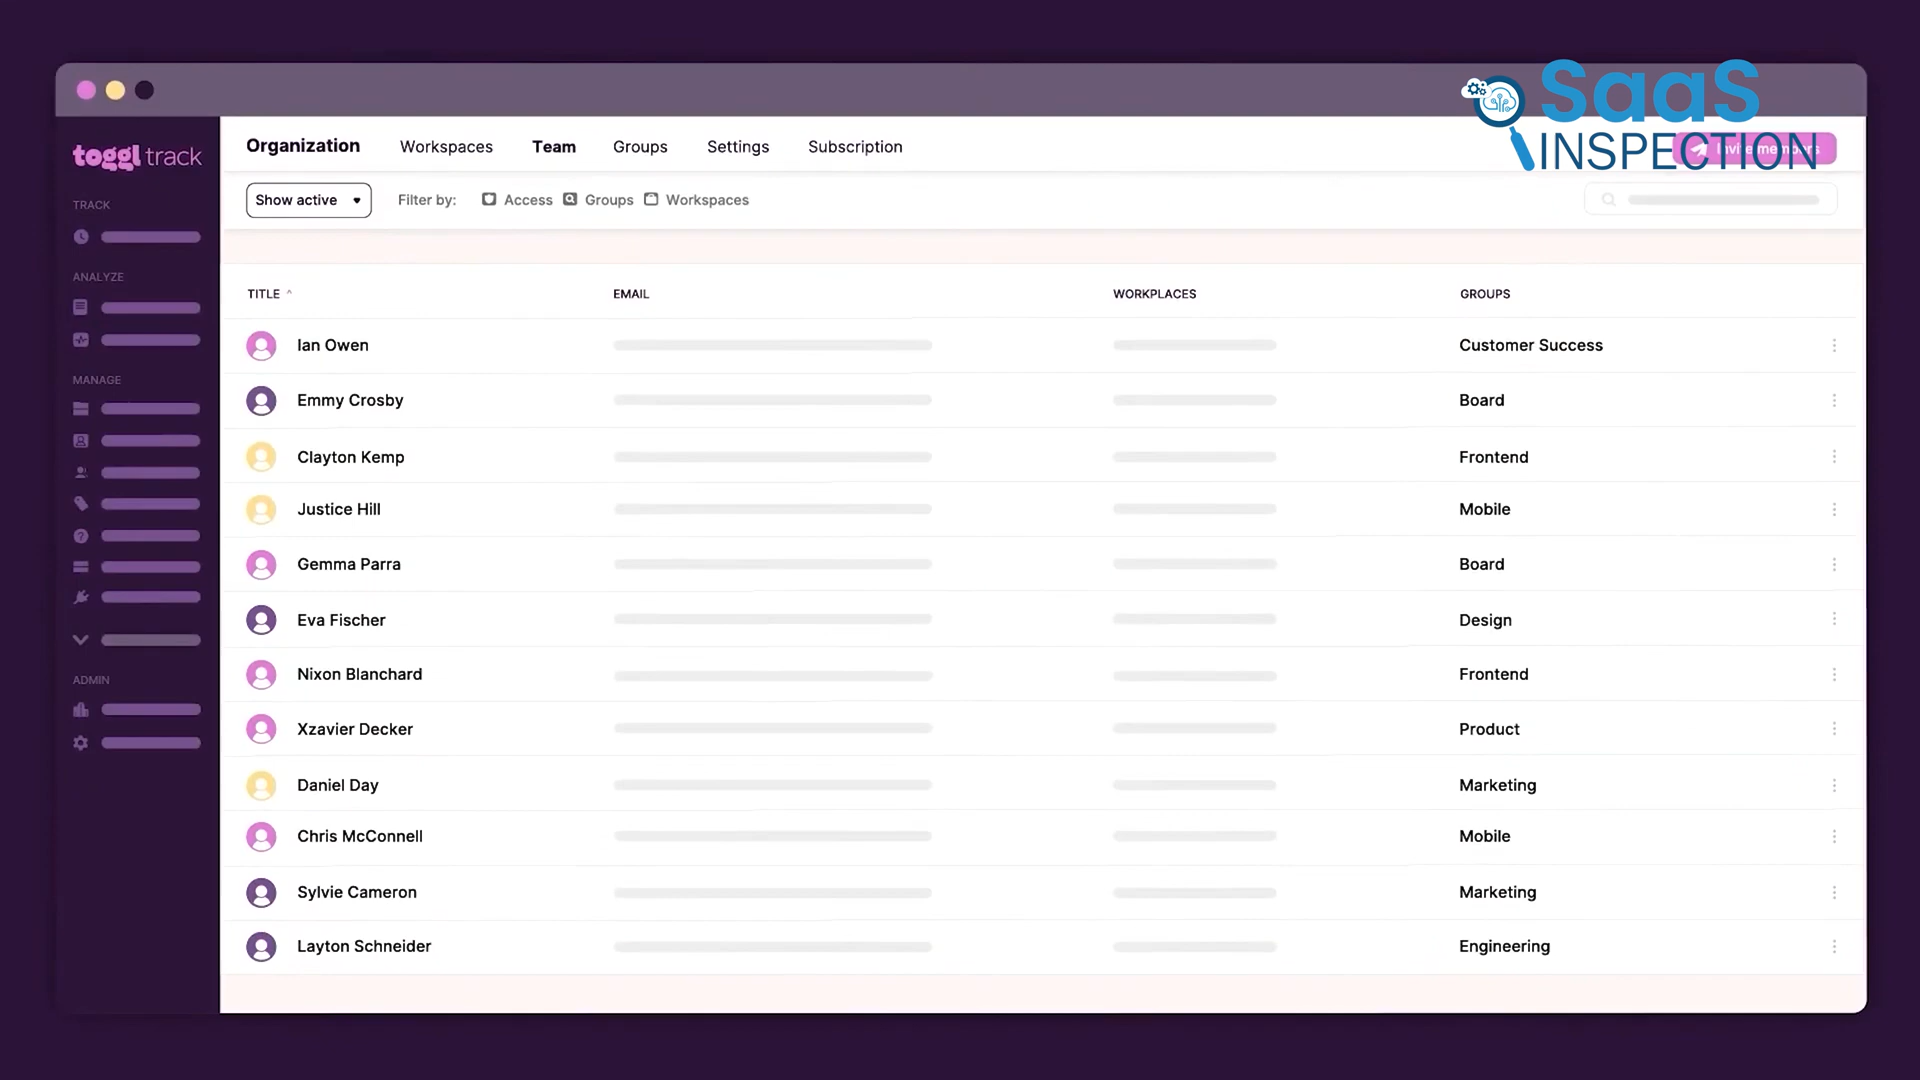 SaaS
INSPECTION
toggl track
Organization Workspaces Team Groups Settings Subscription Invite members
Show active Filter by: Access Groups Workspaces
TRACK
ANALYZE
MANAGE
ADMIN
TITLE EMAIL WORKPLACES GROUPS
Ian Owen Customer Success
Emmy Crosby Board
Clayton Kemp Frontend
Justice Hill Mobile
Gemma Parra Board
Eva Fischer Design
Nixon Blanchard Frontend
Xzavier Decker Product
Daniel Day Marketing
Chris McConnell Mobile
Sylvie Cameron Marketing
Layton Schneider Engineering